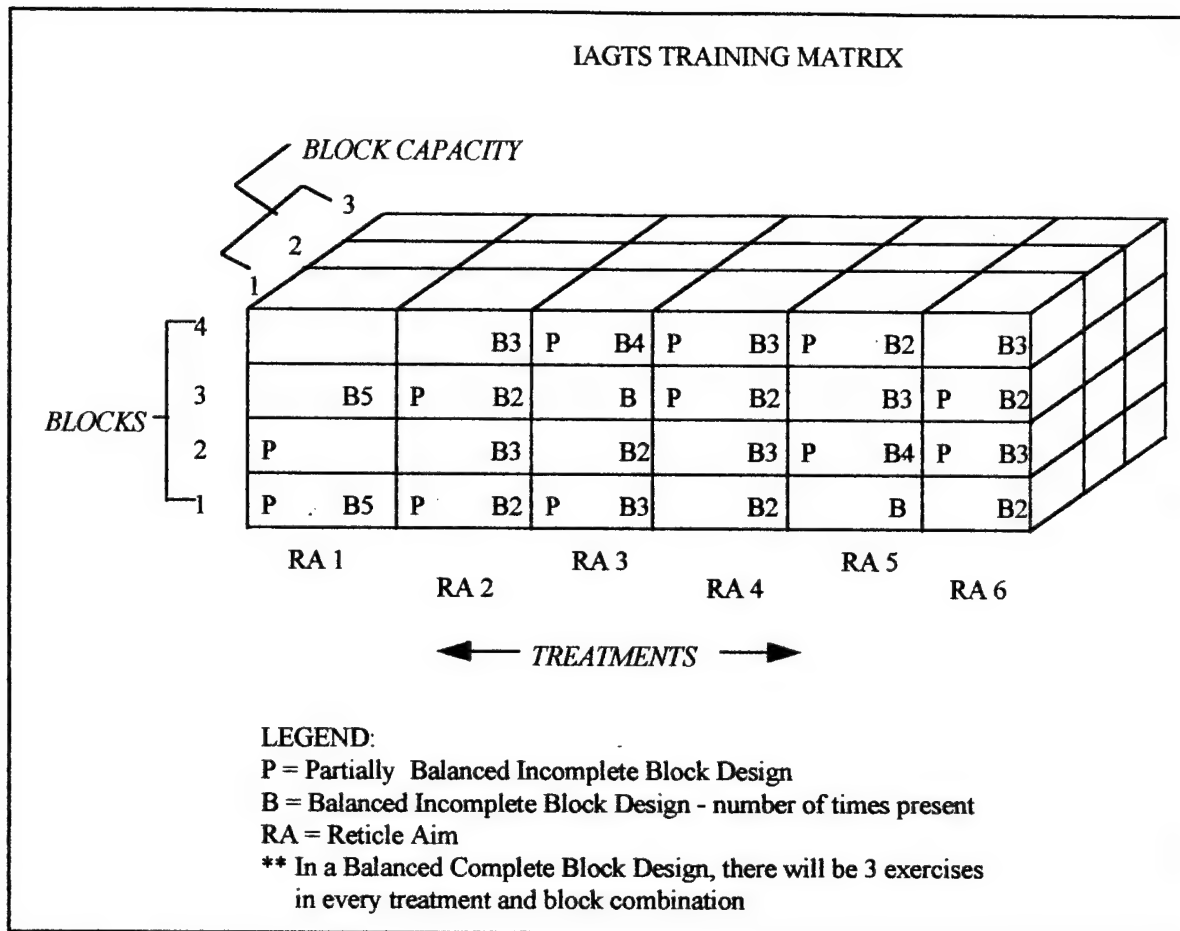 IAGTS TRAINING MATRIX
BLOCK CAPACITY
3
2
1
4 B3 P B4 P B3 P B2 B3
3 B5 P B2 B P B2 B3 P B2
BLOCKS
2 P B3 B2 B3 P B4 P B3
1 P B5 P B2 P B3 B2 B B2
RA 1 RA 3 RA 5
RA 2 RA 4 RA 6
TREATMENTS
LEGEND:
P = Partially Balanced Incomplete Block Design
B = Balanced Incomplete Block Design - number of times present
RA = Reticle Aim
** In a Balanced Complete Block Design, there will be 3 exercises
in every treatment and block combination